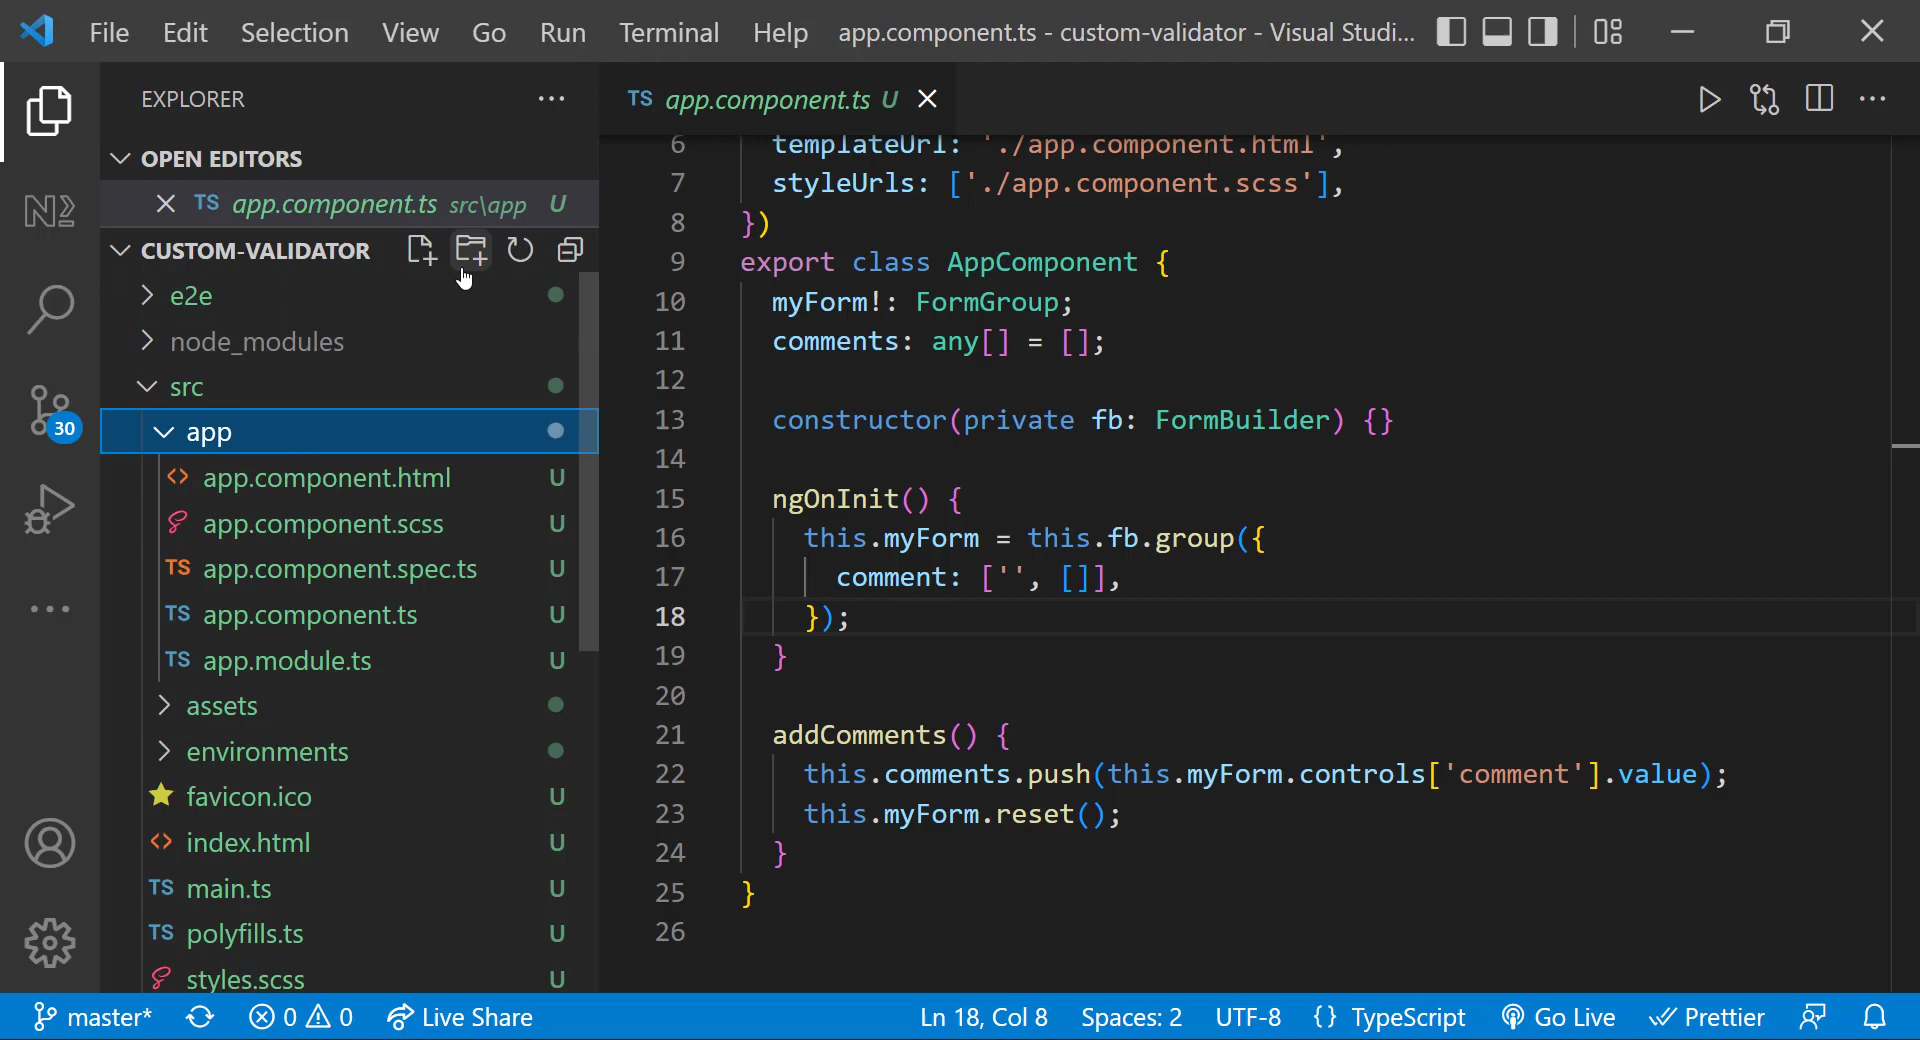 File Edit Selection View Go Run Terminal Help app.component.ts - custom-validator - Visual Studi...
EXPLORER
OPEN EDITORS
TS app.component.ts src\app U
CUSTOM-VALIDATOR
e2e
node_modules
src
app
<> app.component.html U
app.component.scss U
TS app.component.spec.ts U
TS app.component.ts U
TS app.module.ts U
assets
environments
favicon.ico U
<> index.html U
TS main.ts U
TS polyfills.ts U
styles.scss U
30
TS app.component.ts U
6 templateUrl: './app.component.html',
7 styleUrls: ['./app.component.scss'],
8 })
9 export class AppComponent {
10 myForm!: FormGroup;
11 comments: any[] = [];
12
13 constructor(private fb: FormBuilder) {}
14
15 ngOnInit() {
16 this.myForm = this.fb.group({
17 comment: ['', []],
18 });
19 }
20
21 addComments() {
22 this.comments.push(this.myForm.controls['comment'].value);
23 this.myForm.reset();
24 }
25 }
26
master* 0 0 Live Share Ln 18, Col 8 Spaces: 2 UTF-8 {} TypeScript Go Live Prettier